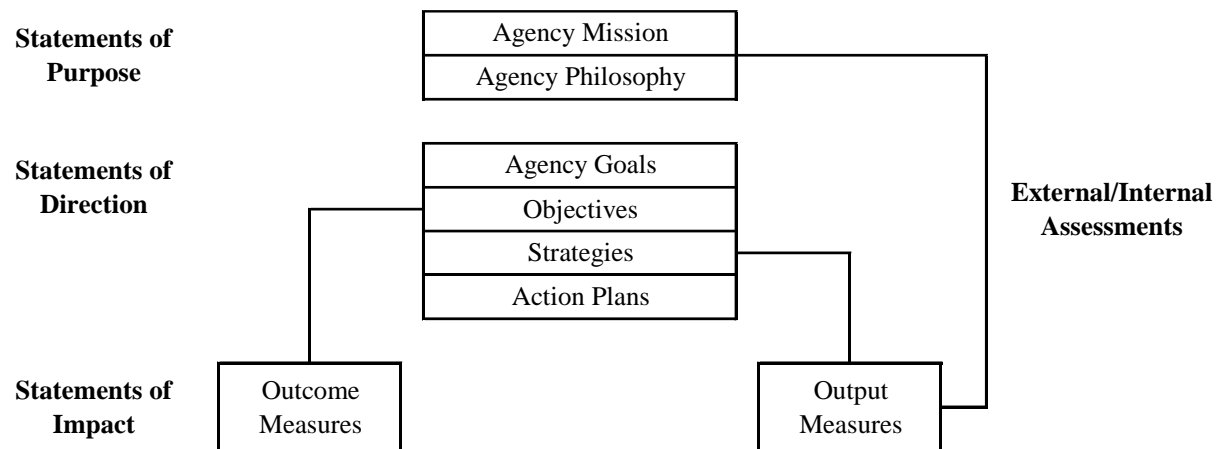 Statements of
Purpose
Agency Mission
Agency Philosophy
Statements of
Direction
Agency Goals
Objectives
Strategies
Action Plans
External/Internal
Assessments
Statements of
Impact
Outcome
Measures
Output
Measures